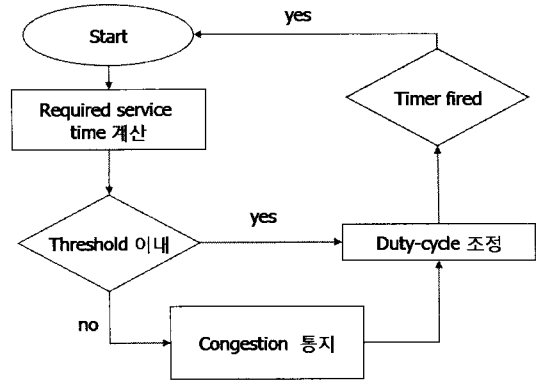 yes
Start
Timer fired
Required service
time 계산
yes
Threshold 이내
Duty-cycle 조정
no
Congestion 통지